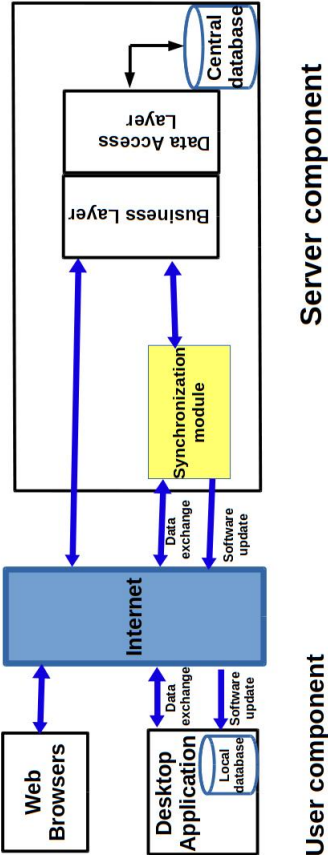 Server component
Central
database
Data Access
Layer
Business Layer
Synchronization
module
Data
exchange
Software
update
Internet
Data
exchange
Software
update
Web
Browsers
Desktop
Application
Local
database
User component